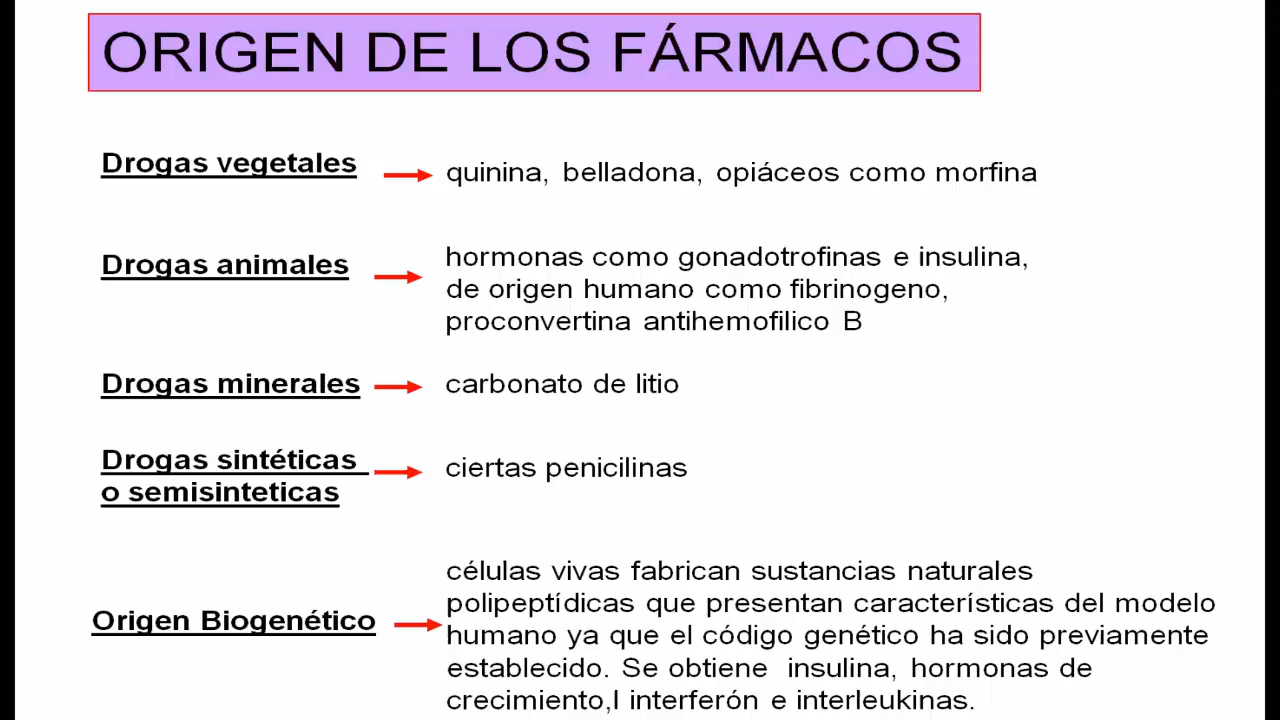 ORIGEN DE LOS FÁRMACOS
Drogas vegetales
quinina, belladona, opiáceos como morfina
Drogas animales
hormonas como gonadotrofinas e insulina,
de origen humano como fibrinogeno,
proconvertina antihemofilico B
Drogas minerales
carbonato de litio
Drogas sintéticas
o semisinteticas
ciertas penicilinas
Origen Biogenético
células vivas fabrican sustancias naturales
polipeptídicas que presentan características del modelo
humano ya que el código genético ha sido previamente
establecido. Se obtiene insulina, hormonas de
crecimiento,l interferón e interleukinas.